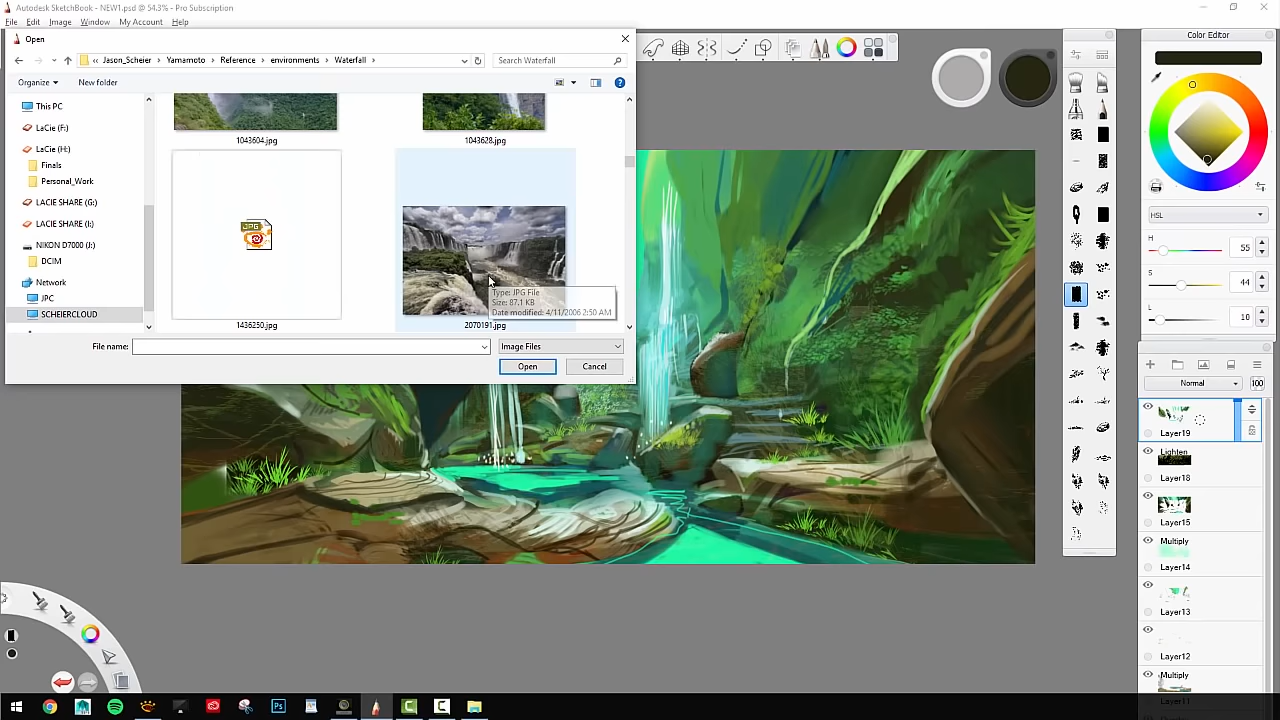 Autodesk SketchBook - NEW1.psd @ 54.3% - Pro Subscription
File Edit Image Window My Account Help
Open
« Jason_Scheier › Yamamoto › Reference › environments › Waterfall ›
Search Waterfall
Organize
New folder
This PC
LaCie (F:)
LaCie (H:)
Finals
Personal_Work
LACIE SHARE (G:)
LACIE SHARE (I:)
NIKON D7000 (J:)
DCIM
Network
JPC
SCHEIERCLOUD
1043604.jpg
1043628.jpg
JPG
1436250.jpg
2070191.jpg
Type: JPG File
Size: 87.1 KB
Date modified: 4/11/2006 2:50 AM
File name:
Image Files
Open
Cancel
Color Editor
HSL
H 55
S 44
L 10
Normal 100
Layer19
Lighten
Layer18
Layer15
Multiply
Layer14
Layer13
Layer12
Multiply
Layer11
Ps